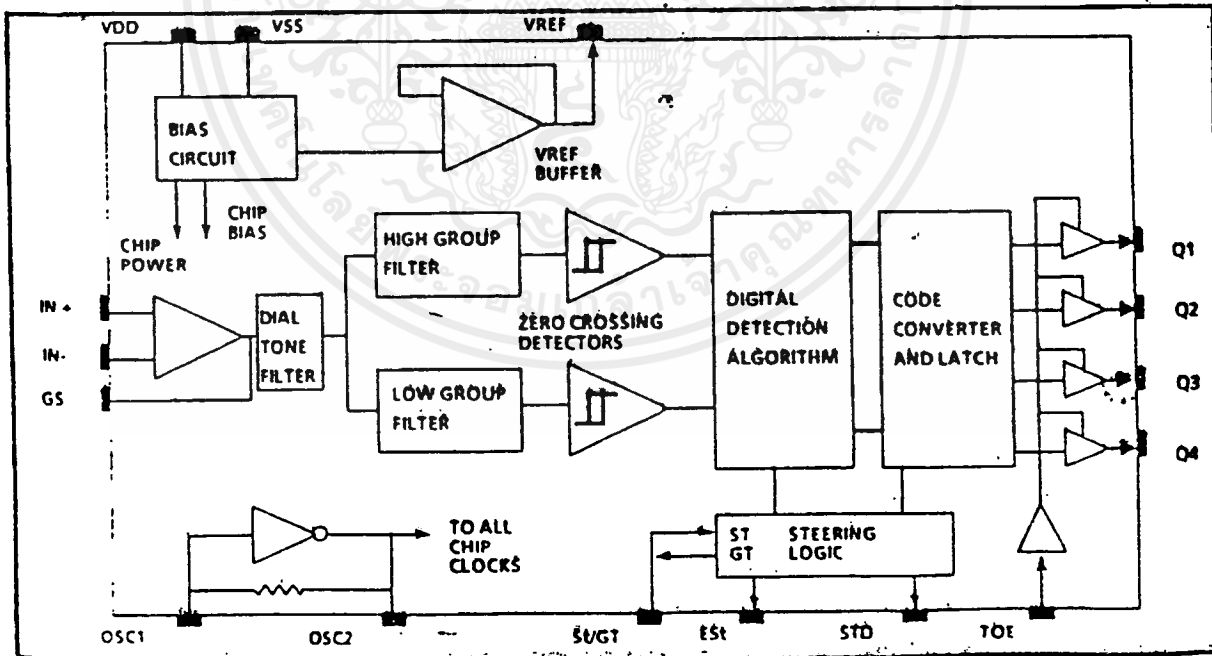 VDD VSS VREF
BIAS
CIRCUIT
VREF
BUFFER
CHIP
BIAS
CHIP
POWER
HIGH GROUP
FILTER
IN +
IN-
GS
DIAL
TONE
FILTER
ZERO CROSSING
DETECTORS
LOW GROUP
FILTER
DIGITAL
DETECTION
ALGORITHM
CODE
CONVERTER
AND LATCH
Q1
Q2
Q3
Q4
TO ALL
CHIP
CLOCKS
ST STEERING
GT LOGIC
OSC1 OSC2 St/GT ESt STD TOE